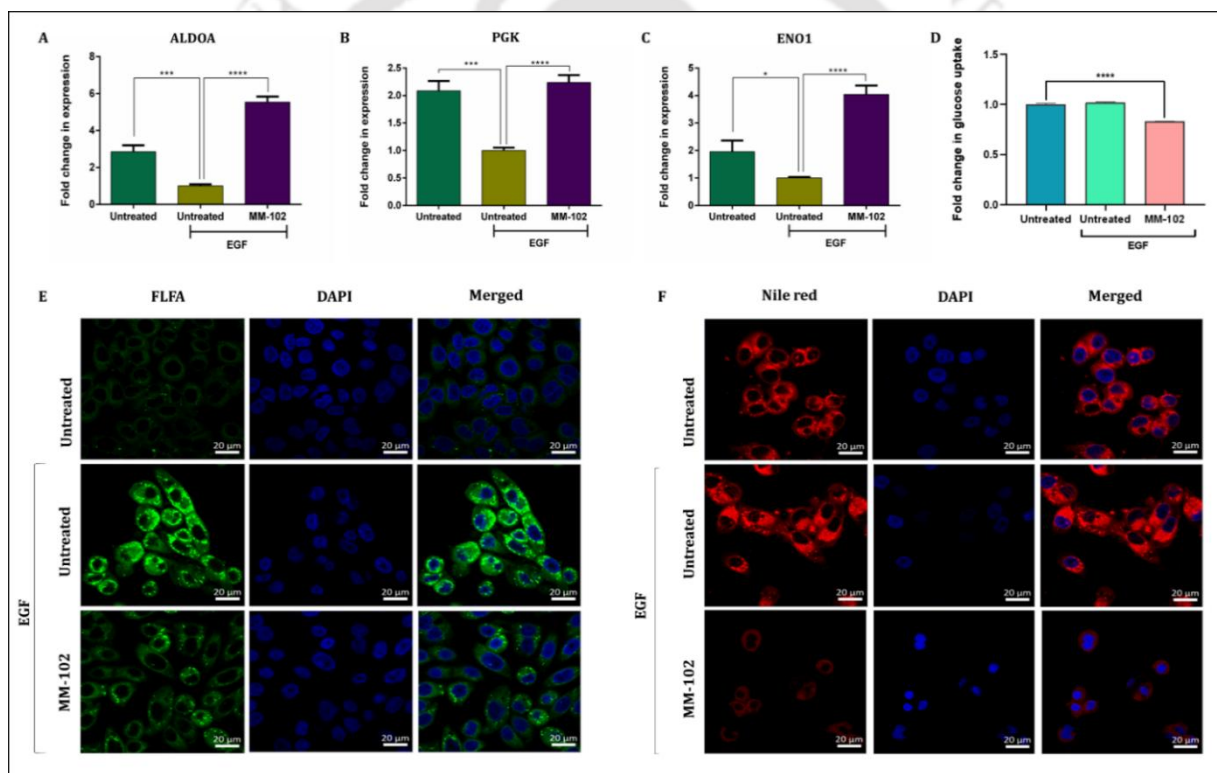 A
ALDOA
Fold change in expression
8
6
4
2
0
*** ****
Untreated Untreated MM-102
EGF
B
PGK
Fold change in expression
2.5
2.0
1.5
1.0
0.5
0.0
*** ****
Untreated Untreated MM-102
EGF
C
ENO1
Fold change in expression
5
4
3
2
1
0
* ****
Untreated Untreated MM-102
EGF
D
Fold change in glucose uptake
1.5
1.0
0.5
0.0
****
Untreated Untreated MM-102
EGF
E
FLFA DAPI Merged
Untreated
20 µm 20 µm 20 µm
EGF
Untreated
20 µm 20 µm 20 µm
MM-102
20 µm 20 µm 20 µm
F
Nile red DAPI Merged
Untreated
20 µm 20 µm 20 µm
EGF
Untreated
20 µm 20 µm 20 µm
MM-102
20 µm 20 µm 20 µm